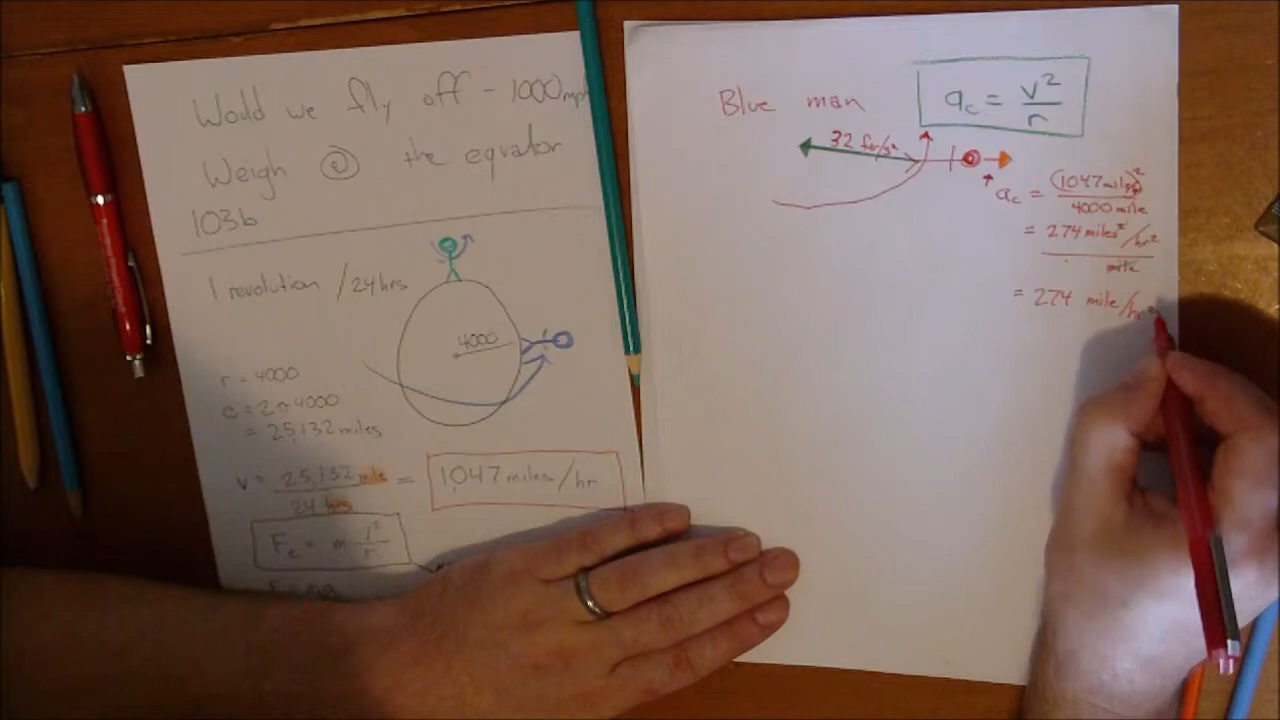 Would we fly off - 1000mph
Weigh @ the equator
103b
1 revolution /24hrs
4000
r = 4000
c = 2π4000
= 25,132 miles
v = 25,132 mile / 24 hrs = 1,047 miles/hr
Fc = m v²/r
F = ma
Blue man
ac = v²/r
32 ft/s²
ac = (1047 miles)² / 4000 mile
= 274 miles²/hr² / mile
= 274 mile/hr²